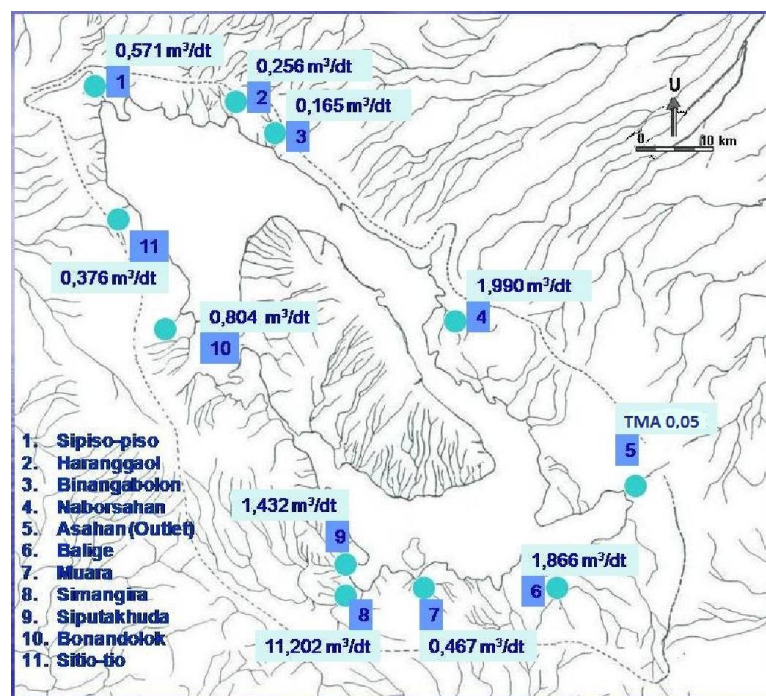 0,571 m³/dt
1
0,256 m³/dt
2
0,165 m³/dt
3
U
0 10 km
11
0,376 m³/dt
1,990 m³/dt
4
0,804 m³/dt
10
TMA 0,05
5
1. Sipiso-piso
2. Haranggaol
3. Binangabolon
4. Naborsahan
5. Asahan (Outlet)
6. Balige
7. Muara
8. Simangira
9. Siputakhuda
10. Bonandolok
11. Sitio-tio
1,432 m³/dt
9
1,866 m³/dt
6
8
7
11,202 m³/dt
0,467 m³/dt